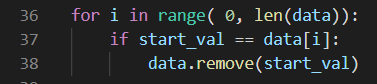 36 for i in range( 0, len(data)):
37 if start_val == data[i]:
38 data.remove(start_val)